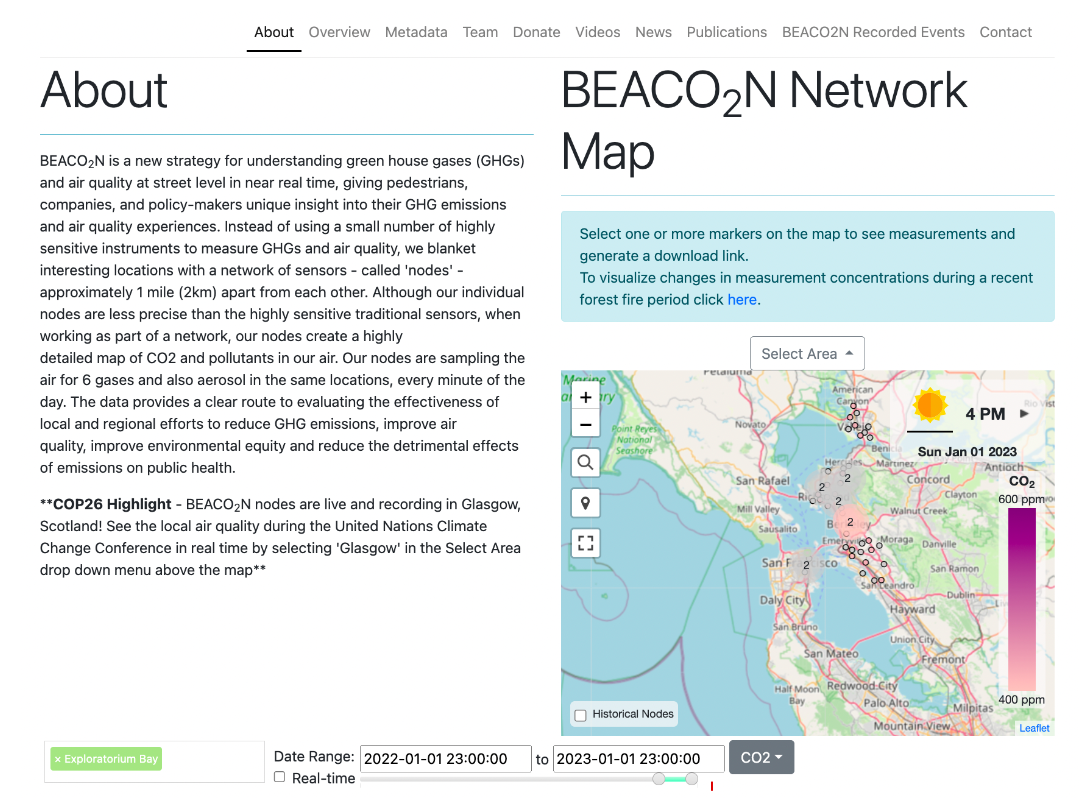 About Overview Metadata Team Donate Videos News Publications BEACO2N Recorded Events Contact
About
BEACO₂N is a new strategy for understanding green house gases (GHGs)
and air quality at street level in near real time, giving pedestrians,
companies, and policy-makers unique insight into their GHG emissions
and air quality experiences. Instead of using a small number of highly
sensitive instruments to measure GHGs and air quality, we blanket
interesting locations with a network of sensors - called 'nodes' -
approximately 1 mile (2km) apart from each other. Although our individual
nodes are less precise than the highly sensitive traditional sensors, when
working as part of a network, our nodes create a highly
detailed map of CO2 and pollutants in our air. Our nodes are sampling the
air for 6 gases and also aerosol in the same locations, every minute of the
day. The data provides a clear route to evaluating the effectiveness of
local and regional efforts to reduce GHG emissions, improve air
quality, improve environmental equity and reduce the detrimental effects
of emissions on public health.
**COP26 Highlight - BEACO₂N nodes are live and recording in Glasgow,
Scotland! See the local air quality during the United Nations Climate
Change Conference in real time by selecting 'Glasgow' in the Select Area
drop down menu above the map**
BEACO₂N Network
Map
Select one or more markers on the map to see measurements and
generate a download link.
To visualize changes in measurement concentrations during a recent
forest fire period click here.
Select Area
Petaluma
Marine
American
Canyon
+
−
4 PM
Rio Vist
Point Reyes
National
Seashore
Novato
Sun Jan 01 2023
Martinez
Antioch
San Rafael
2
2
2
Concord
CO₂
600 ppm
Clayton
Mill Valley
Walnut Creek
Sausalito
2
Moraga
Danville
2
San Ramon
San Leandro
Dublin
Daly City
Hayward
San Bruno
Union City
San Mateo
Fremont
Half Moon
Bay
Redwood City
Palo Alto
400 ppm
Milpitas
Historical Nodes
Mountain View
Leaflet
× Exploratorium Bay
Date Range: 2022-01-01 23:00:00 to 2023-01-01 23:00:00 CO2
Real-time